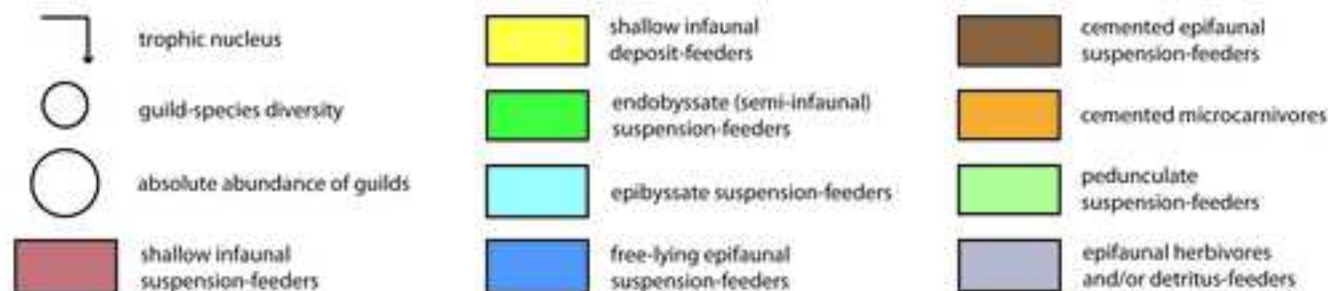 trophic nucleus
guild-species diversity
absolute abundance of guilds
shallow infaunal
suspension-feeders
shallow infaunal
deposit-feeders
endobyssate (semi-infaunal)
suspension-feeders
epibyssate suspension-feeders
free-lying epifaunal
suspension-feeders
cemented epifaunal
suspension-feeders
cemented microcarnivores
pedunculate
suspension-feeders
epifaunal herbivores
and/or detritus-feeders